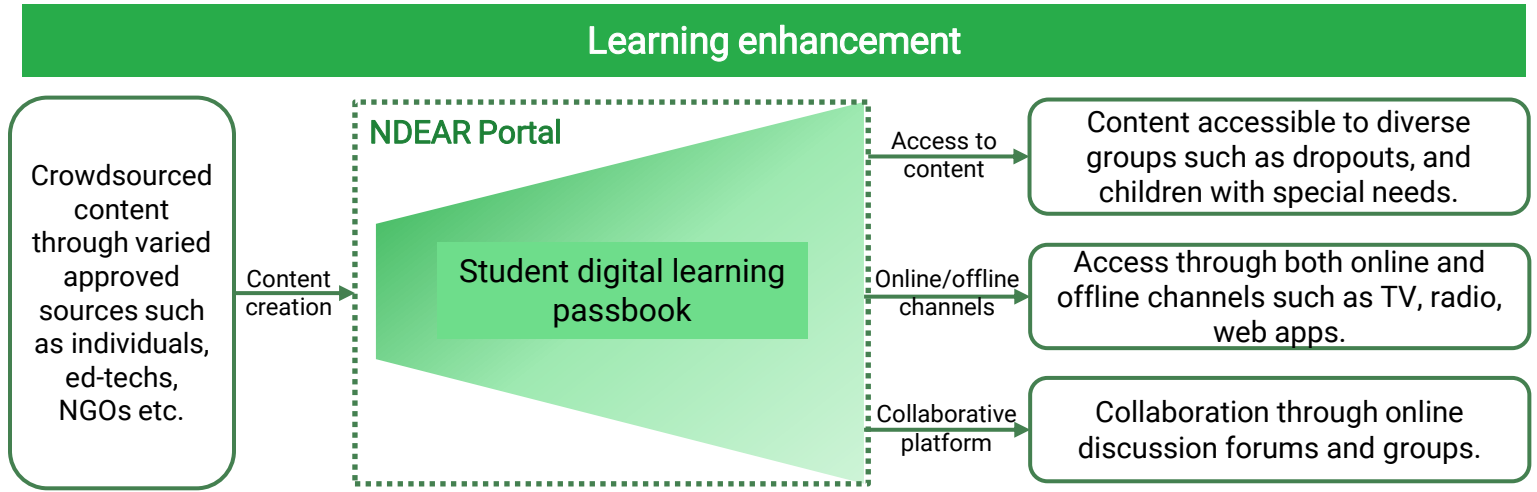 Learning enhancement
Crowdsourced
content
through varied
approved
sources such
as individuals,
ed-techs,
NGOs etc.
Content
creation
NDEAR Portal
Student digital learning
passbook
Access to
content
Content accessible to diverse
groups such as dropouts, and
children with special needs.
Online/offline
channels
Access through both online and
offline channels such as TV, radio,
web apps.
Collaborative
platform
Collaboration through online
discussion forums and groups.